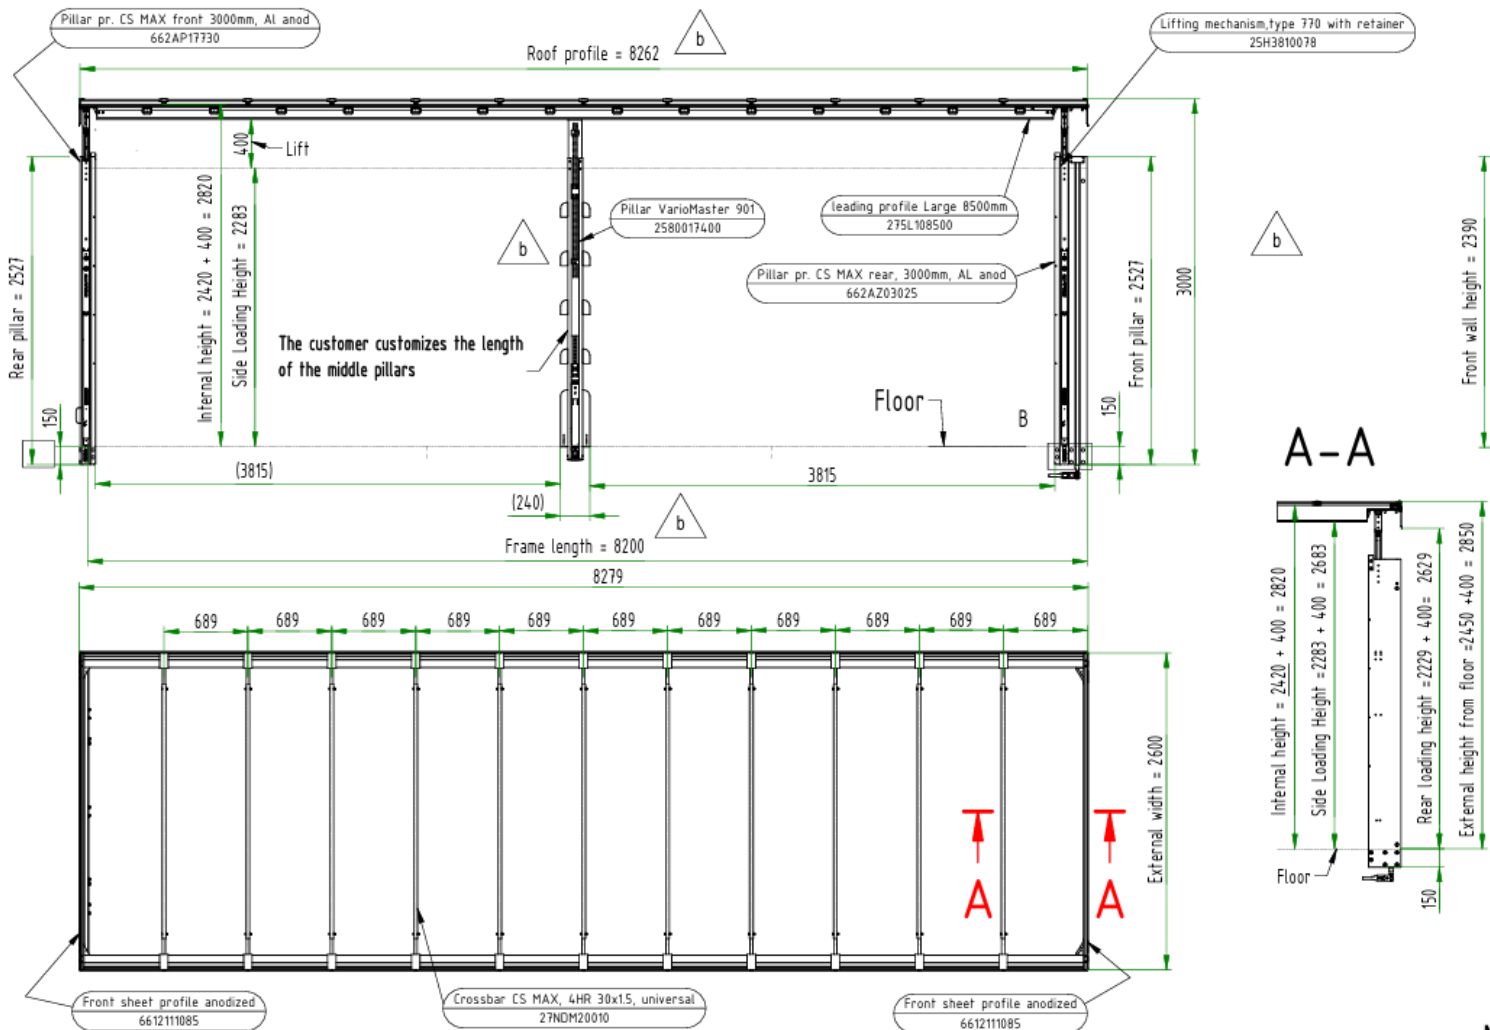 Pillar pr. CS MAX front 3000mm, Al anod
662AP17730
b
Lifting mechanism,type 770 with retainer
25H3810078
Roof profile = 8262
400
Lift
Internal height = 2420 + 400 = 2820
Side Loading Height = 2283
Rear pillar = 2527
150
Pillar VarioMaster 901
2580017400
b
leading profile Large 8500mm
275L108500
Pillar pr. CS MAX rear, 3000mm, AL anod
662AZ03025
The customer customizes the length
of the middle pillars
Floor
B
Front pillar = 2527
150
3000
b
Front wall height = 2390
(3815)
3815
(240)
b
Frame length = 8200
8279
689 689 689 689 689 689 689 689 689 689 689
External width = 2600
A A
Front sheet profile anodized
6612111085
Crossbar CS MAX, 4HR 30x1.5, universal
27NDM20010
Front sheet profile anodized
6612111085
A-A
Internal height = 2420 + 400 = 2820
Side Loading Height =2283 + 400 = 2683
Rear loading height =2229 + 400= 2629
External height from floor =2450 +400 = 2850
Floor
150